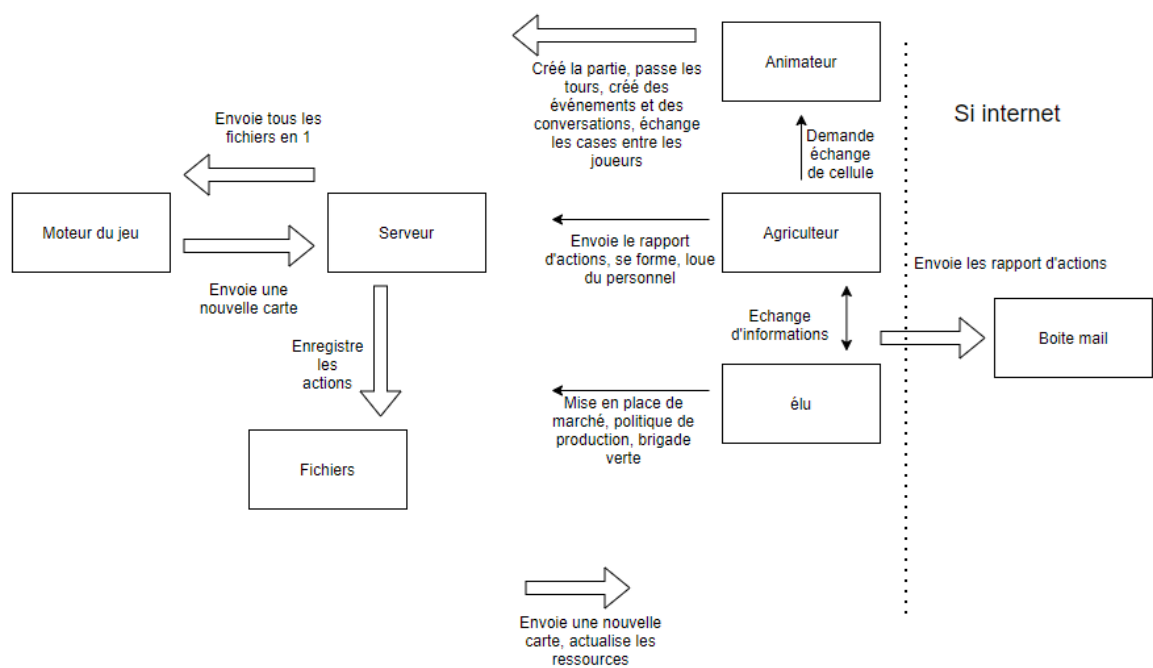 Animateur
Créé la partie, passe les
tours, créé des
événements et des
conversations, échange
les cases entre les
joueurs
Si internet
Envoie tous les
fichiers en 1
Demande
échange
de cellule
Moteur du jeu
Serveur
Agriculteur
Envoie le rapport
d'actions, se forme, loue
du personnel
Envoie les rapport d'actions
Envoie une
nouvelle carte
Echange
d'informations
Boite mail
Enregistre
les
actions
élu
Mise en place de
marché, politique de
production, brigade
verte
Fichiers
Envoie une nouvelle
carte, actualise les
ressources